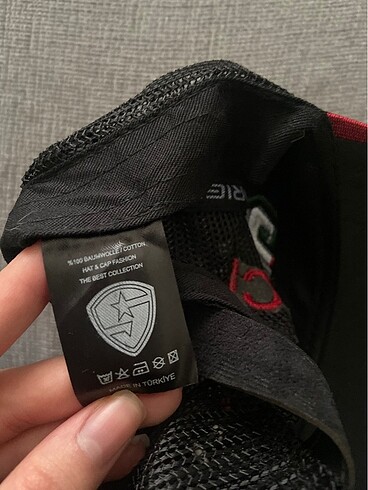 %100 BAUMWOLLE / COTTON
HAT & CAP FASHION
THE BEST COLLECTION
MADE IN TÜRKİYE